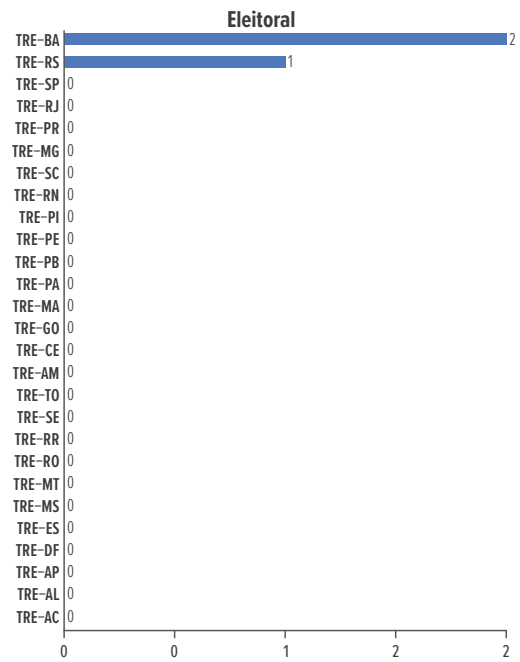 Eleitoral
TRE-BA 2
TRE-RS 1
TRE-SP 0
TRE-RJ 0
TRE-PR 0
TRE-MG 0
TRE-SC 0
TRE-RN 0
TRE-PI 0
TRE-PE 0
TRE-PB 0
TRE-PA 0
TRE-MA 0
TRE-GO 0
TRE-CE 0
TRE-AM 0
TRE-TO 0
TRE-SE 0
TRE-RR 0
TRE-RO 0
TRE-MT 0
TRE-MS 0
TRE-ES 0
TRE-DF 0
TRE-AP 0
TRE-AL 0
TRE-AC 0
0 0 1 2 2